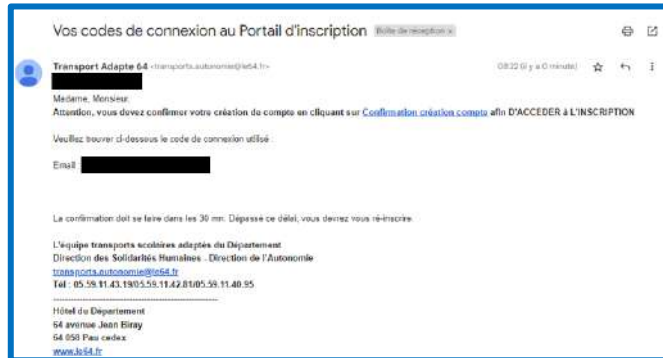 Vos codes de connexion au Portail d'inscription Boîte de réception x
Transport Adapte 64 <transports.autonomie@le64.fr>
08:22 (il y a 0 minute)
Madame, Monsieur,
Attention, vous devez confirmer votre création de compte en cliquant sur Confirmation création compte afin D'ACCEDER à L'INSCRIPTION
Veuillez trouver ci-dessous le code de connexion utilisé :
Email :
La confirmation doit se faire dans les 30 mn. Dépassé ce délai, vous devrez vous ré-inscrire.
L'équipe transports scolaires adaptés du Département
Direction des Solidarités Humaines - Direction de l'Autonomie
transports.autonomie@le64.fr
Tél : 05.59.11.43.19/05.59.11.42.81/05.59.11.40.95
--------------------------------------------------
Hôtel du Département
64 avenue Jean Biray
64 058 Pau cedex
www.le64.fr